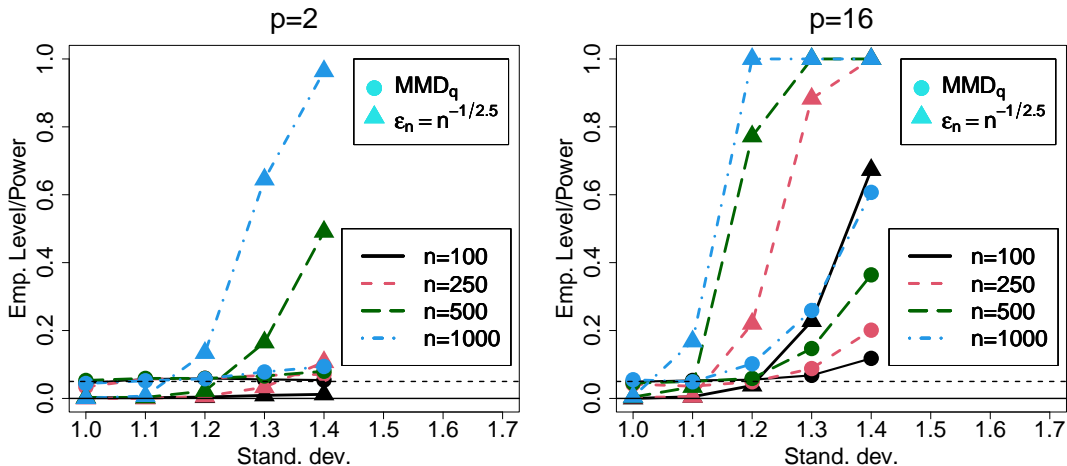 p=2
Emp. Level/Power
1.0
0.8
0.6
0.4
0.2
0.0
MMDq
εn = n−1/2.5
n=100
n=250
n=500
n=1000
1.0 1.1 1.2 1.3 1.4 1.5 1.6 1.7
Stand. dev.
p=16
Emp. Level/Power
1.0
0.8
0.6
0.4
0.2
0.0
MMDq
εn = n−1/2.5
n=100
n=250
n=500
n=1000
1.0 1.1 1.2 1.3 1.4 1.5 1.6 1.7
Stand. dev.